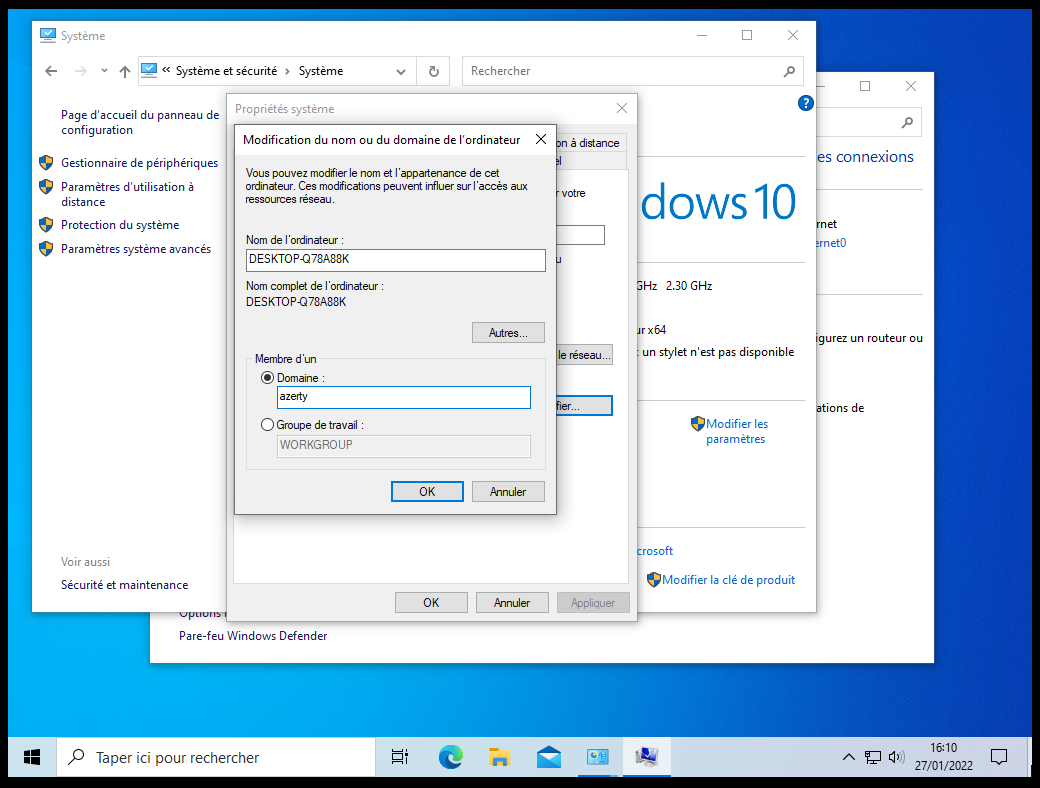 Système
« Système et sécurité › Système
Rechercher
Page d'accueil du panneau de
configuration
Gestionnaire de périphériques
Paramètres d'utilisation à
distance
Protection du système
Paramètres système avancés
Voir aussi
Sécurité et maintenance
Propriétés système
on à distance
el
r votre
u
le réseau...
fier...
OK
Annuler
Appliquer
Modification du nom ou du domaine de l'ordinateur
Vous pouvez modifier le nom et l'appartenance de cet
ordinateur. Ces modifications peuvent influer sur l'accès aux
ressources réseau.
Nom de l'ordinateur :
DESKTOP-Q78A88K
Nom complet de l'ordinateur :
DESKTOP-Q78A88K
Autres...
Membre d'un
Domaine :
azerty
Groupe de travail :
WORKGROUP
OK
Annuler
?
dows 10
GHz 2.30 GHz
ur x64
un stylet n'est pas disponible
Modifier les
paramètres
crosoft
Modifier la clé de produit
es connexions
rnet
ernet0
igurez un routeur ou
ations de
Options
Pare-feu Windows Defender
Taper ici pour rechercher
16:10
27/01/2022